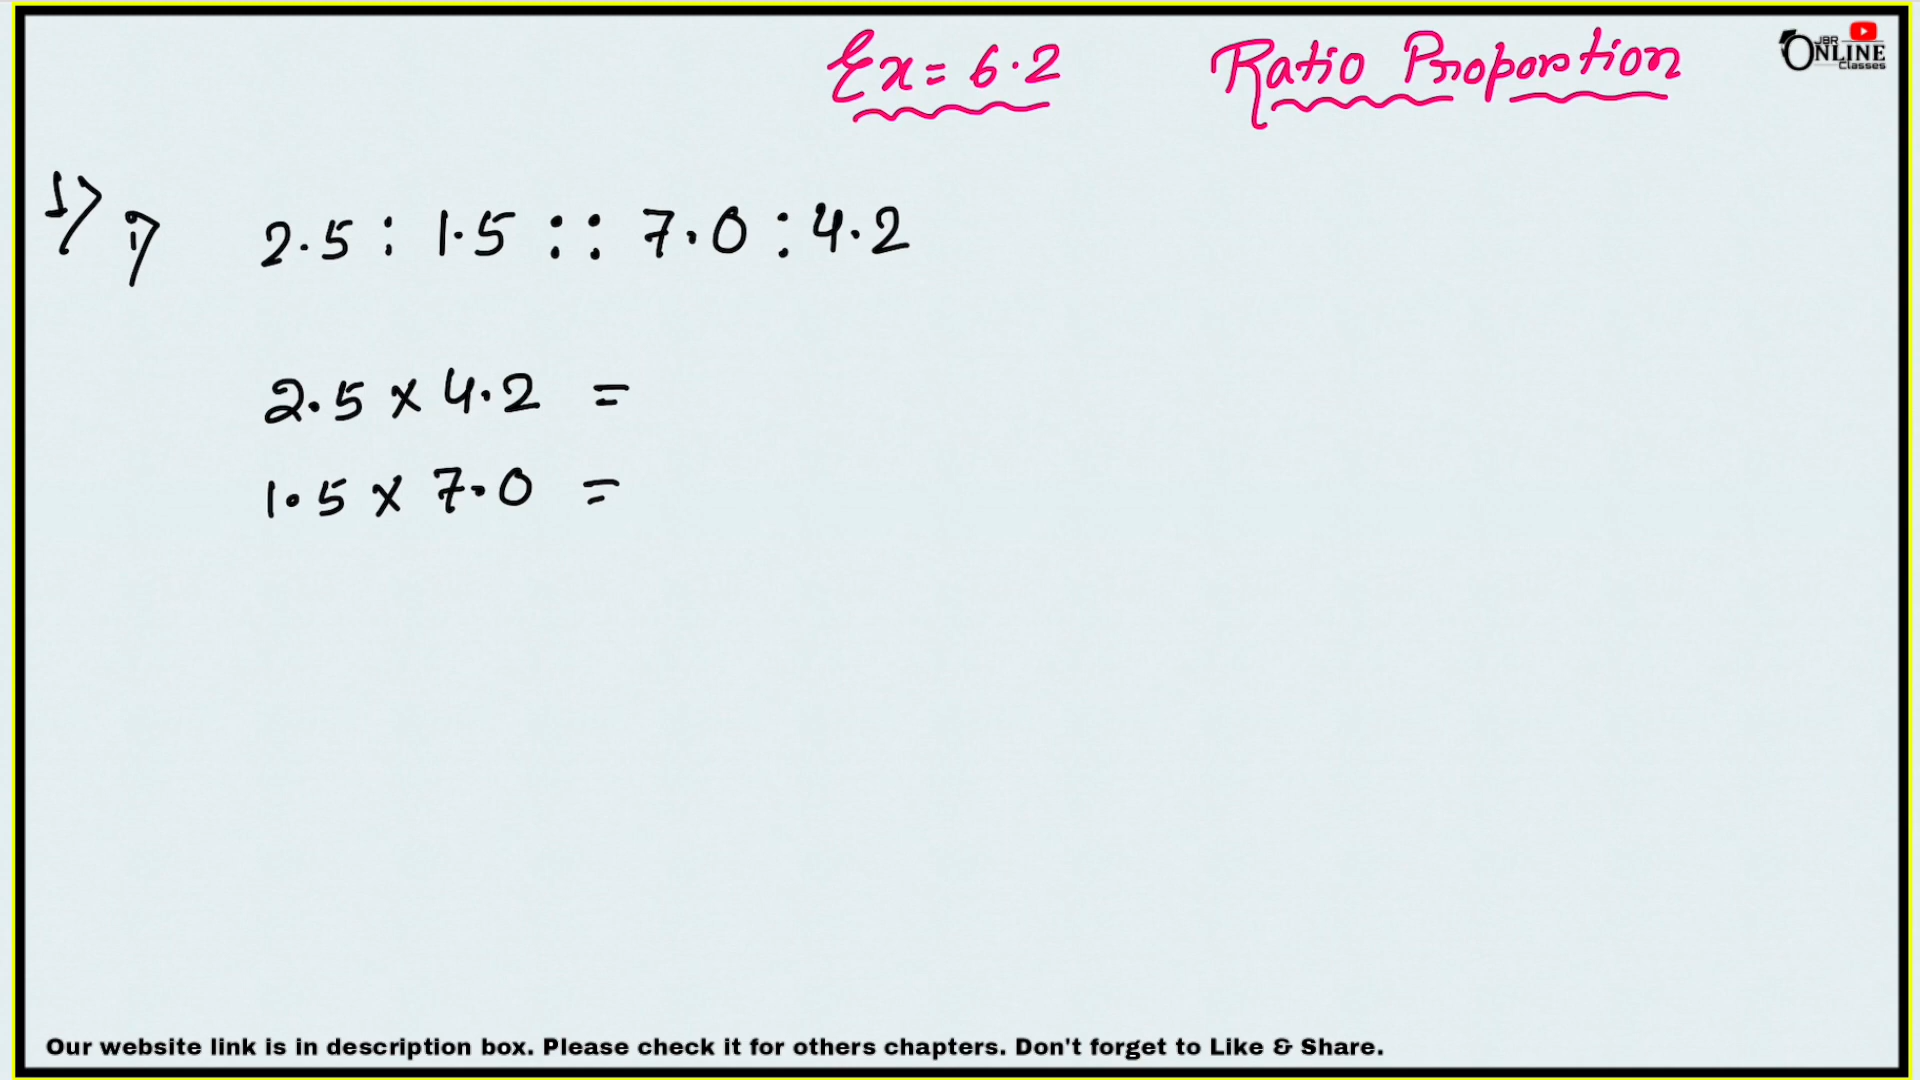 Ex = 6.2 Ratio Proportion
JBR ONLINE Classes
1) i) 2.5 : 1.5 :: 7.0 : 4.2
2.5 x 4.2 =
1.5 x 7.0 =
Our website link is in description box. Please check it for others chapters. Don't forget to Like & Share.